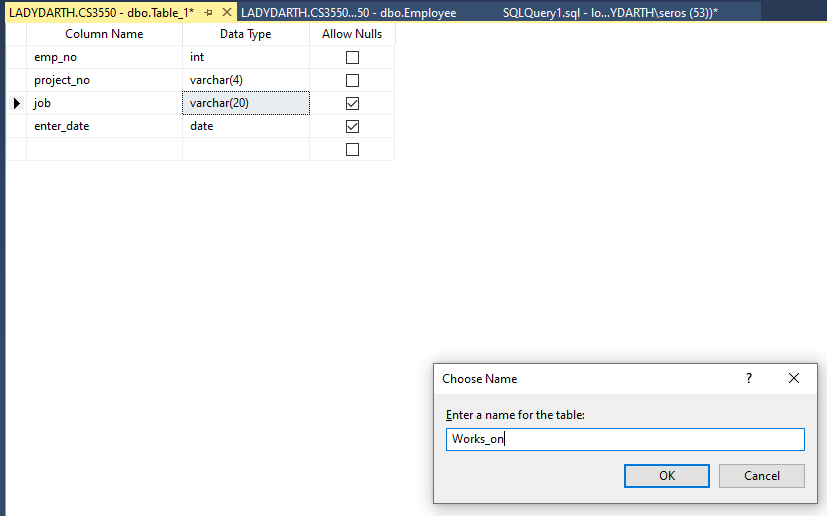 LADYDARTH.CS3550 - dbo.Table_1* LADYDARTH.CS3550...50 - dbo.Employee SQLQuery1.sql - lo...YDARTH\seros (53))*
Column Name Data Type Allow Nulls
emp_no int
project_no varchar(4)
job varchar(20)
enter_date date
Choose Name ?
Enter a name for the table:
Works_on
OK Cancel